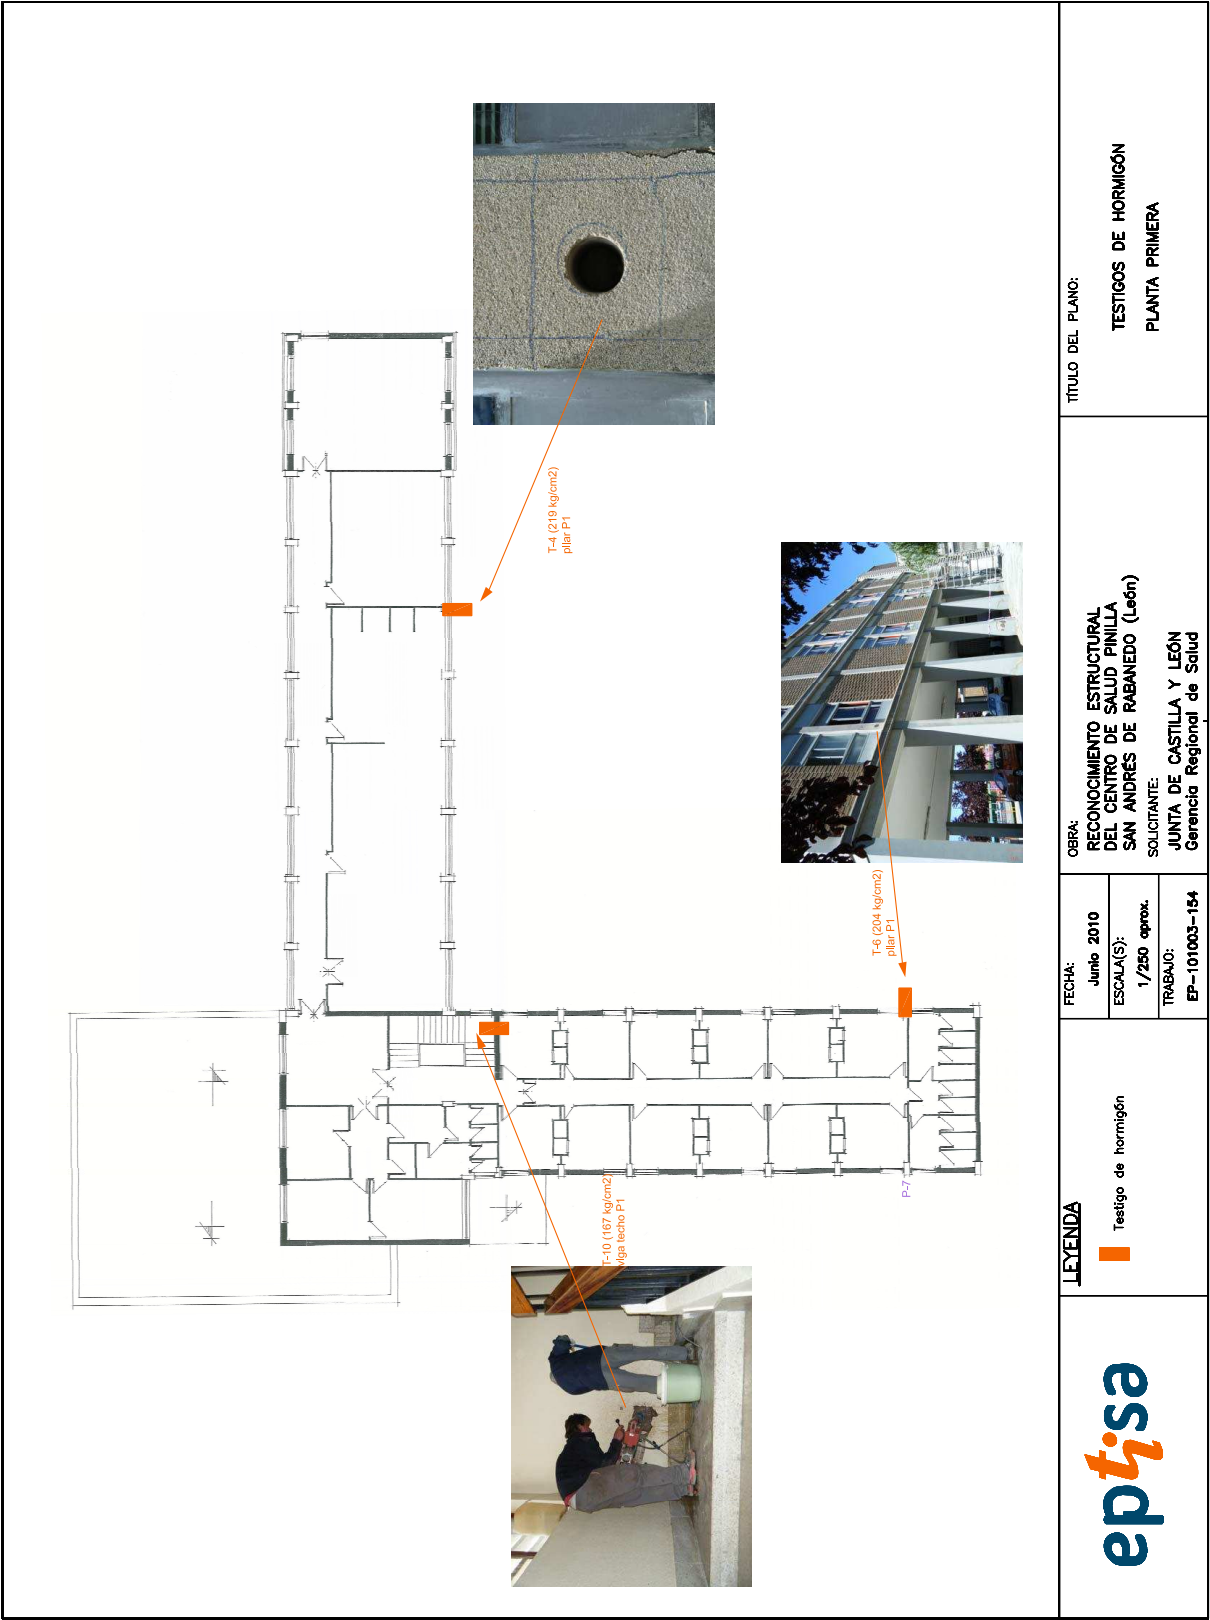 T-4 (219 kg/cm2)
pilar P1
T-6 (204 kg/cm2)
pilar P1
T-10 (167 kg/cm2)
viga techo P1
P-7
eptisa
LEYENDA
Testigo de hormigón
FECHA:
Junio 2010
ESCALA(S):
1/250 aprox.
TRABAJO:
EP-101003-154
OBRA:
RECONOCIMIENTO ESTRUCTURAL
DEL CENTRO DE SALUD PINILLA
SAN ANDRÉS DE RABANEDO (León)
SOLICITANTE:
JUNTA DE CASTILLA Y LEÓN
Gerencia Regional de Salud
TÍTULO DEL PLANO:
TESTIGOS DE HORMIGÓN
PLANTA PRIMERA